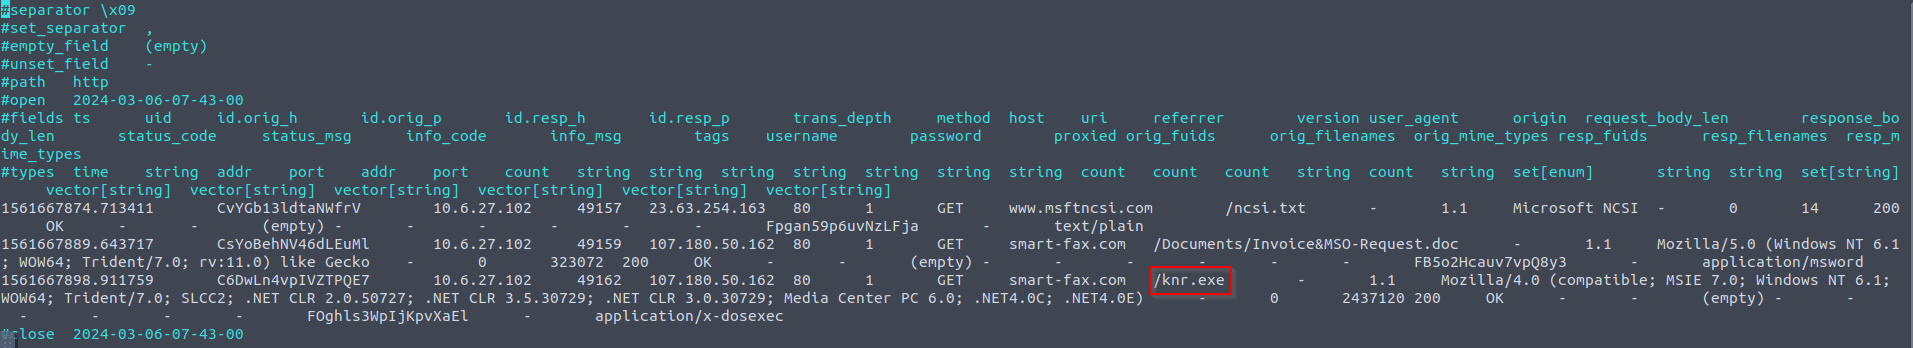 #separator \x09
#set_separator	,
#empty_field	(empty)
#unset_field	-
#path	http
#open	2024-03-06-07-43-00
#fields	ts	uid	id.orig_h	id.orig_p	id.resp_h	id.resp_p	trans_depth	method	host	uri	referrer	version	user_agent	origin	request_body_len	response_bo
dy_len	status_code	status_msg	info_code	info_msg	tags	username	password	proxied	orig_fuids	orig_filenames	orig_mime_types	resp_fuids	resp_filenames	resp_m
ime_types
#types	time	string	addr	port	addr	port	count	string	string	string	string	string	string	string	count	count	count	string	count	string	set[enum]	string	string	set[string]
vector[string]	vector[string]	vector[string]	vector[string]	vector[string]	vector[string]
1561667874.713411	CvYGb13ldtaNWfrV	10.6.27.102	49157	23.63.254.163	80	1	GET	www.msftncsi.com	/ncsi.txt	-	1.1	Microsoft NCSI	-	0	14	200
OK	-	-	(empty)	-	-	-	-	-	-	Fpgan59p6uvNzLFja	-	text/plain
1561667889.643717	CsYoBehNV46dLEuMl	10.6.27.102	49159	107.180.50.162	80	1	GET	smart-fax.com	/Documents/Invoice&MSO-Request.doc	-	1.1	Mozilla/5.0 (Windows NT 6.1
; WOW64; Trident/7.0; rv:11.0) like Gecko	-	0	323072	200	OK	-	-	(empty)	-	-	-	-	-	-	FB5o2Hcauv7vpQ8y3	-	application/msword
1561667898.911759	C6DwLn4vpIVZTPQE7	10.6.27.102	49162	107.180.50.162	80	1	GET	smart-fax.com	/knr.exe	-	1.1	Mozilla/4.0 (compatible; MSIE 7.0; Windows NT 6.1;
WOW64; Trident/7.0; SLCC2; .NET CLR 2.0.50727; .NET CLR 3.5.30729; .NET CLR 3.0.30729; Media Center PC 6.0; .NET4.0C; .NET4.0E)	-	0	2437120	200	OK	-	-	(empty)	-	-
-	-	-	-	FOghls3WpIjKpvXaEl	-	application/x-dosexec
#close	2024-03-06-07-43-00